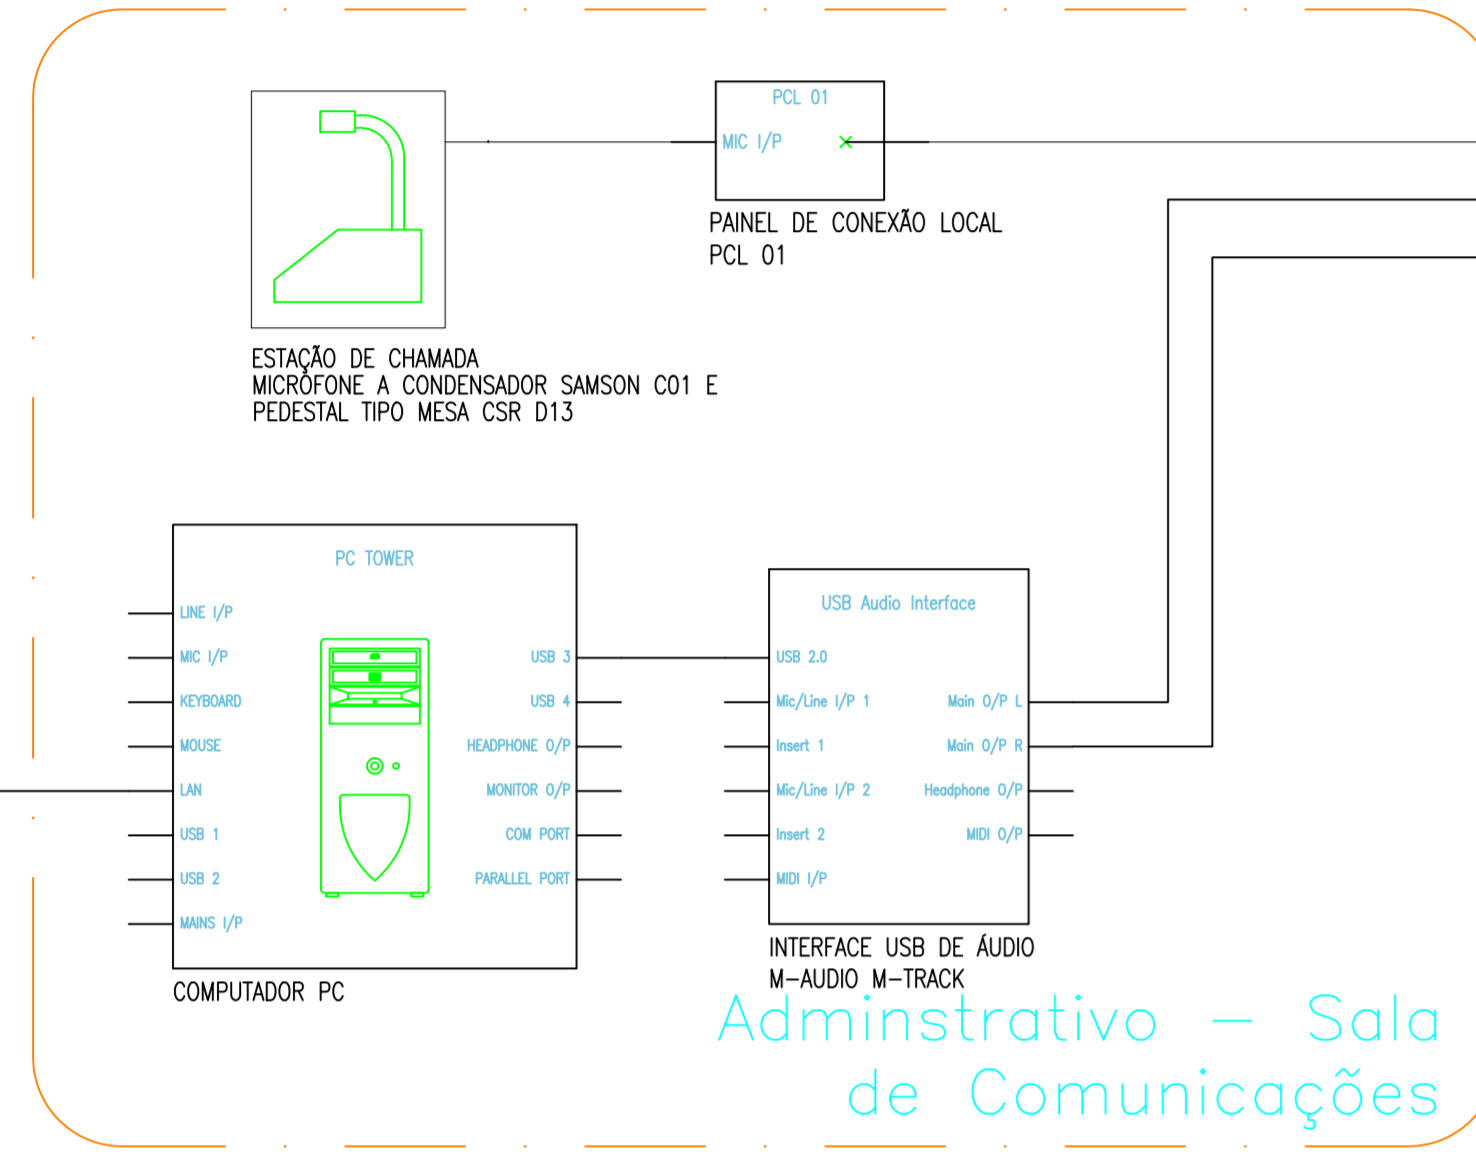 PCL 01
MIC I/P
PAINEL DE CONEXÃO LOCAL
PCL 01
ESTAÇÃO DE CHAMADA
MICROFONE A CONDENSADOR SAMSON C01 E
PEDESTAL TIPO MESA CSR D13
PC TOWER
LINE I/P
MIC I/P
KEYBOARD
MOUSE
LAN
USB 1
USB 2
MAINS I/P
USB 3
USB 4
HEADPHONE O/P
MONITOR O/P
COM PORT
PARALLEL PORT
COMPUTADOR PC
USB Audio Interface
USB 2.0
Mic/Line I/P 1
Insert 1
Mic/Line I/P 2
Insert 2
MIDI I/P
Main O/P L
Main O/P R
Headphone O/P
MIDI O/P
INTERFACE USB DE ÁUDIO
M-AUDIO M-TRACK
Adminstrativo - Sala
de Comunicações